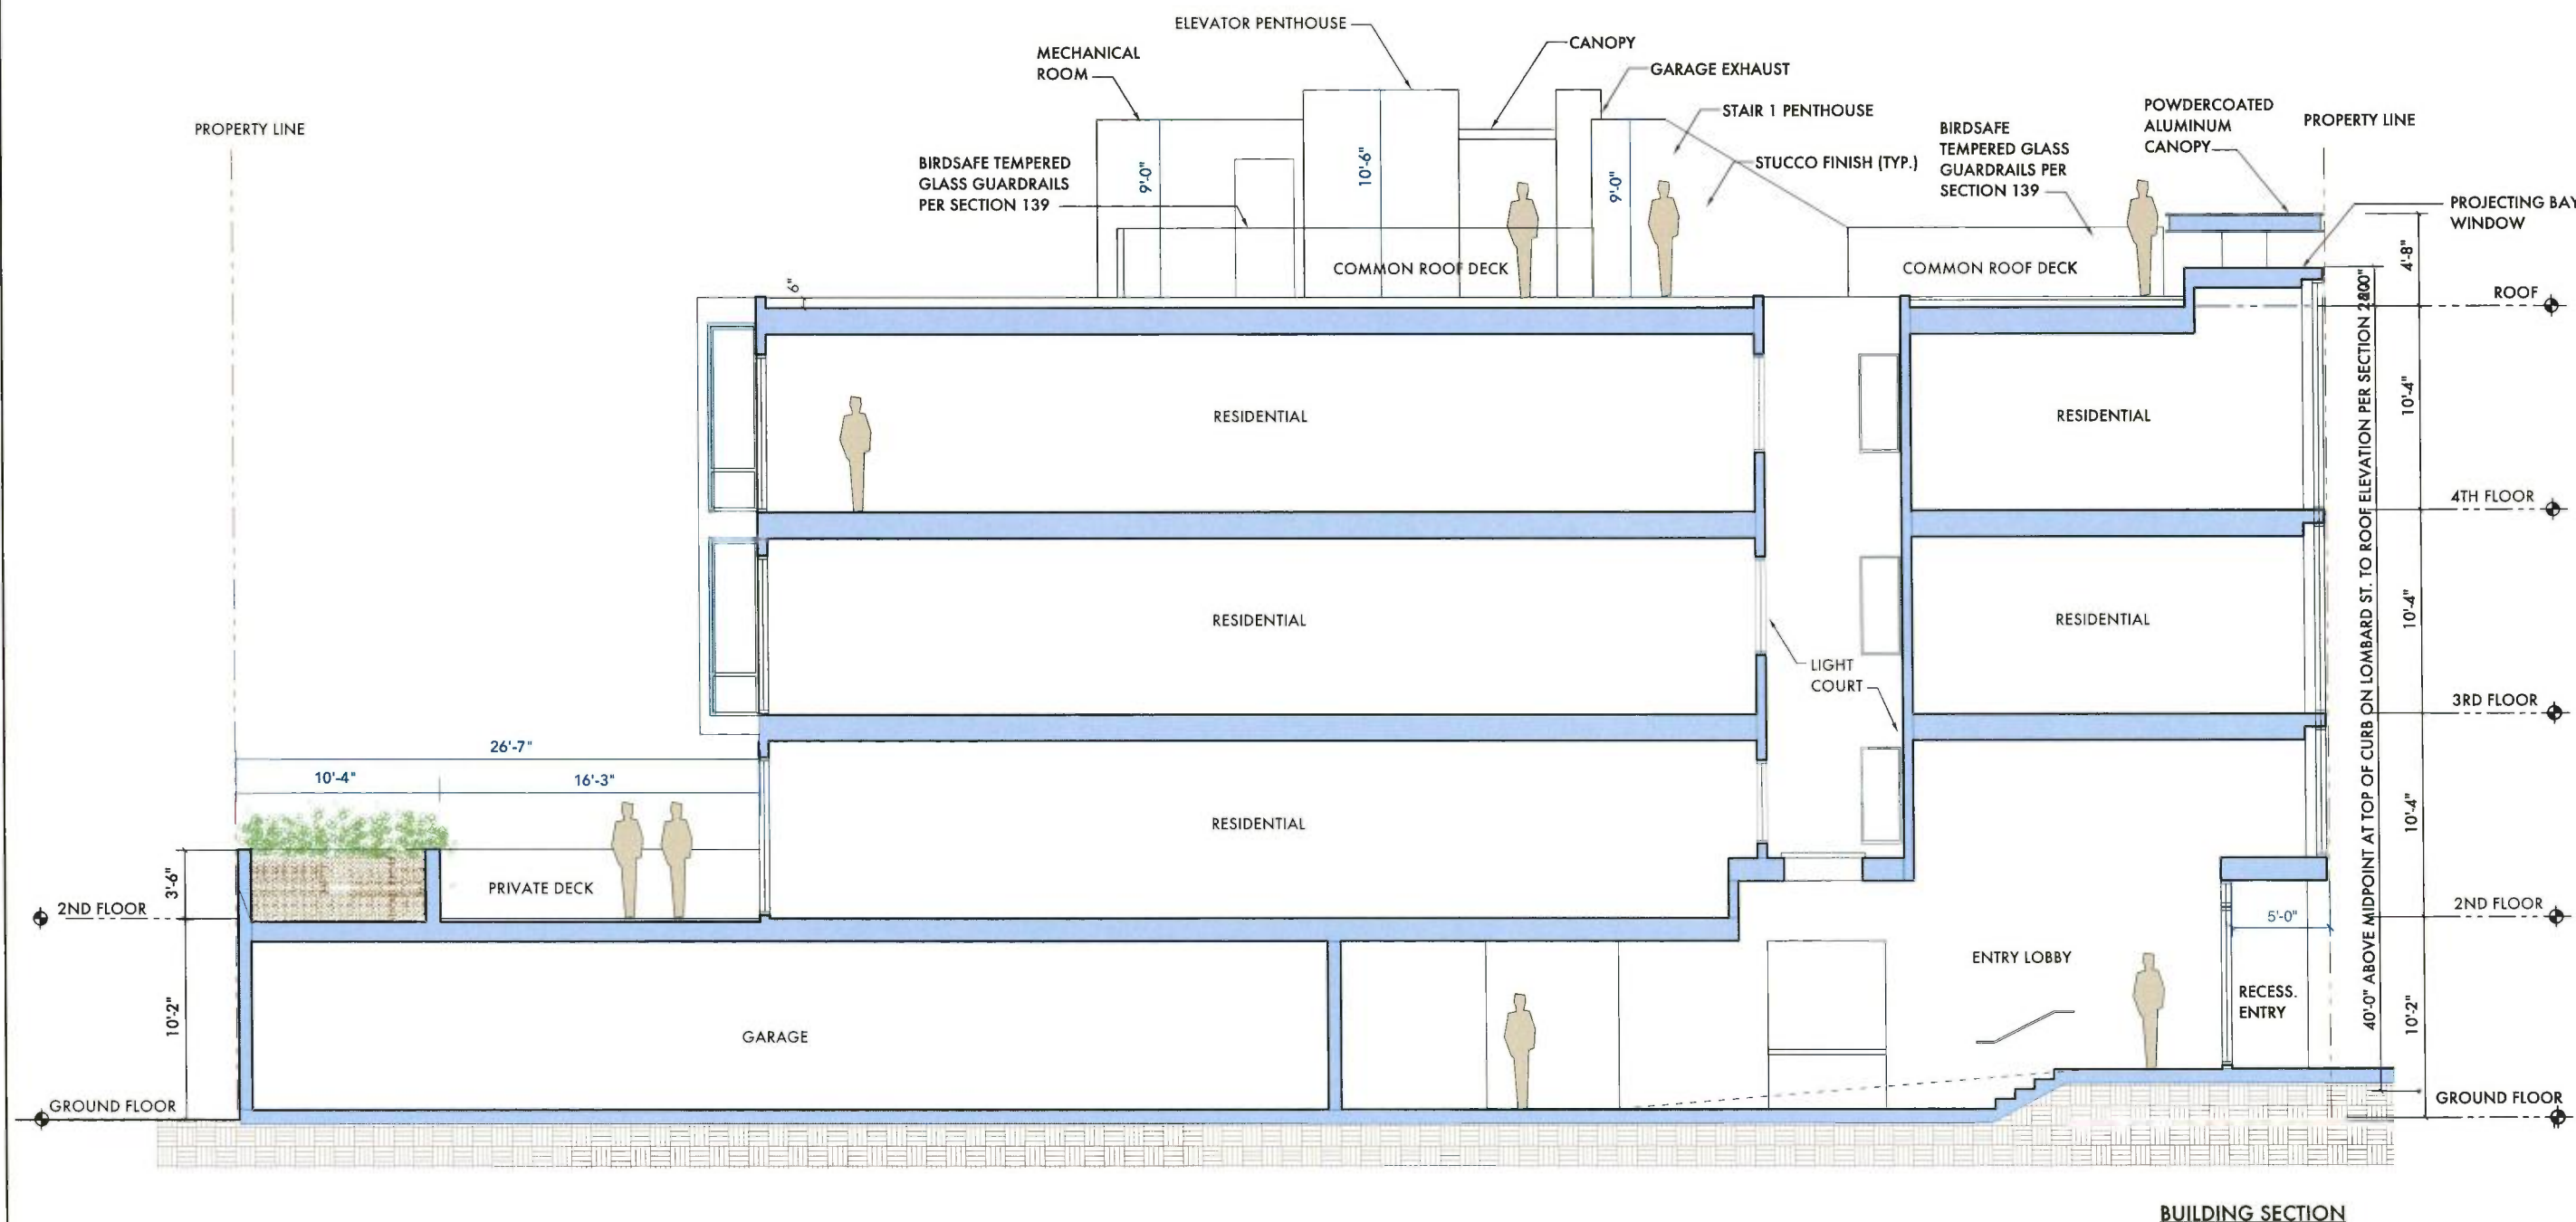 ELEVATOR PENTHOUSE
CANOPY
MECHANICAL
ROOM
GARAGE EXHAUST
STAIR 1 PENTHOUSE
STUCCO FINISH (TYP.)
PROPERTY LINE
BIRDSAFE TEMPERED
GLASS GUARDRAILS
PER SECTION 139
9'-0"
10'-6"
9'-0"
BIRDSAFE
TEMPERED GLASS
GUARDRAILS PER
SECTION 139
POWDERCOATED
ALUMINUM
CANOPY
PROPERTY LINE
PROJECTING BAY
WINDOW
COMMON ROOF DECK
COMMON ROOF DECK
6"
4'-8"
ROOF
RESIDENTIAL
RESIDENTIAL
10'-4"
4TH FLOOR
RESIDENTIAL
RESIDENTIAL
10'-4"
LIGHT
COURT
3RD FLOOR
26'-7"
10'-4"
16'-3"
RESIDENTIAL
10'-4"
3'-6"
PRIVATE DECK
2ND FLOOR
2ND FLOOR
5'-0"
ENTRY LOBBY
RECESS.
ENTRY
10'-2"
GARAGE
10'-2"
40'-0" ABOVE MIDPOINT AT TOP OF CURB ON LOMBARD ST. TO ROOF ELEVATION PER SECTION
GROUND FLOOR
GROUND FLOOR
BUILDING SECTION